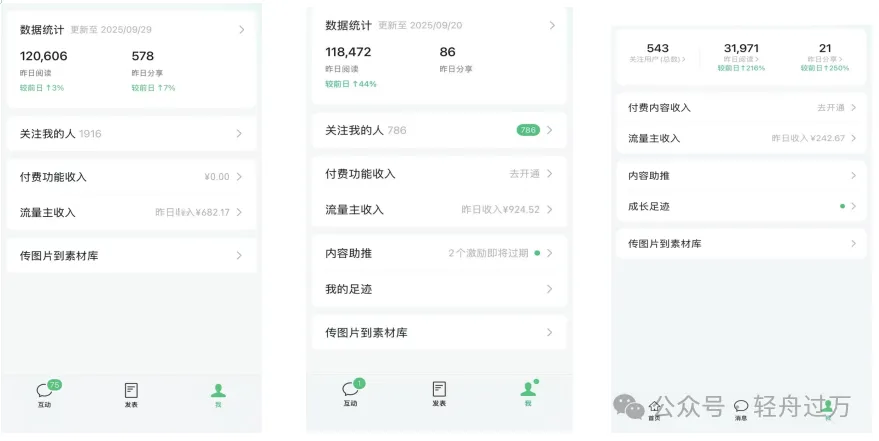 数据统计 更新至 2025/09/29
120,606 578
昨日阅读 昨日分享
较前日↑3% 较前日↑7%
关注我的人 1916
付费功能收入 ¥0.00
流量主收入 昨日收入¥682.17
传图片到素材库
75
互动 发表 我
数据统计 更新至 2025/09/20
118,472 86
昨日阅读 昨日分享
较前日↑44%
关注我的人 786 786
付费功能收入 去开通
流量主收入 昨日收入¥924.52
内容助推 2个激励即将过期
我的足迹
传图片到素材库
1
互动 发表 我
543 31,971 21
关注用户(总数) 昨日阅读 昨日分享
较前日↑216% 较前日↑250%
付费内容收入 去开通
流量主收入 昨日收入 ¥242.67
内容助推
成长足迹
传图片到素材库
首页 消息 我
公众号·轻舟过万